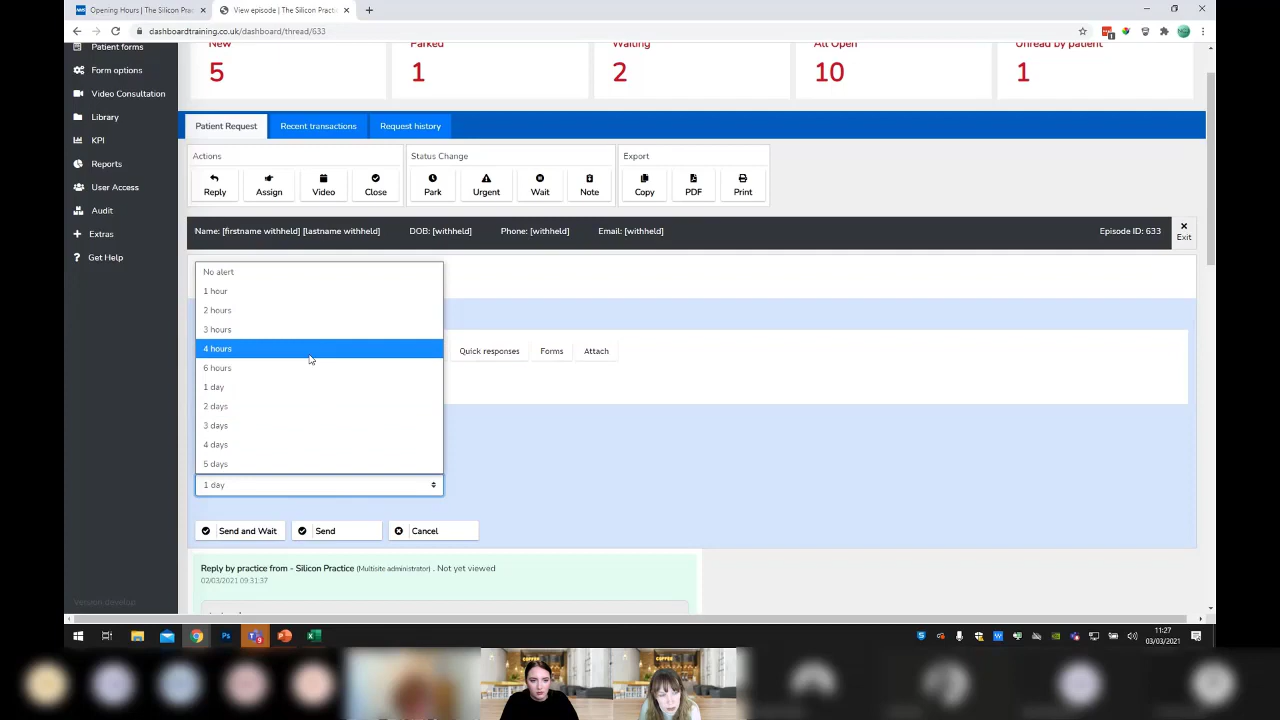 Opening Hours | The Silicon Practi
View episode | The Silicon Practi
dashboardtraining.co.uk/dashboard/thread/633
Patient forms
Form options
Video Consultation
Library
KPI
Reports
User Access
Audit
Extras
Get Help
Version develop
New
Parked
Waiting
All Open
Unread by patient
5
1
2
10
1
Patient Request
Recent transactions
Request history
Actions
Status Change
Export
Reply
Assign
Video
Close
Park
Urgent
Wait
Note
Copy
PDF
Print
Name: [firstname withheld] [lastname withheld]
DOB: [withheld]
Phone: [withheld]
Email: [withheld]
Episode ID: 633
Exit
No alert
1 hour
2 hours
3 hours
4 hours
6 hours
1 day
2 days
3 days
4 days
5 days
Quick responses
Forms
Attach
1 day
Send and Wait
Send
Cancel
Reply by practice from - Silicon Practice (Multisite administrator) . Not yet viewed
02/03/2021 09:31:37
11:27
03/03/2021
COFFEE
COFFEE